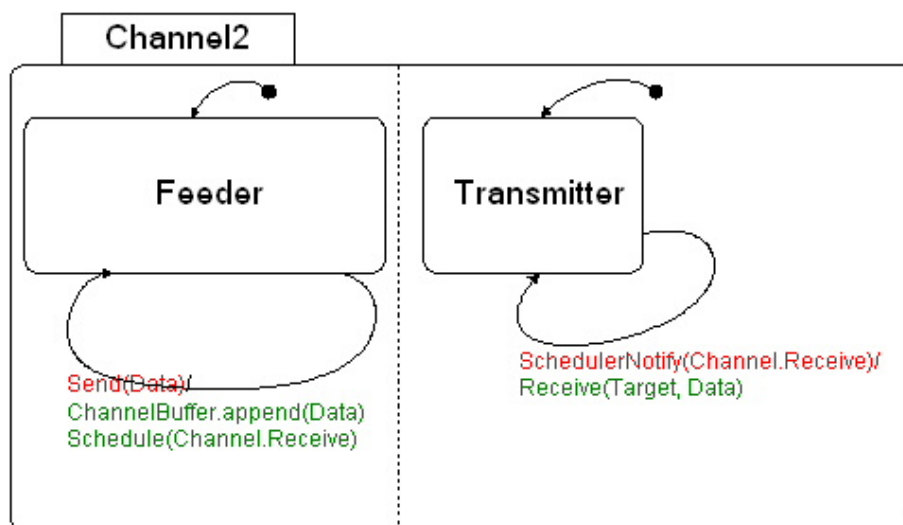 Channel2
Feeder
Transmitter
Send(Data)/
ChannelBuffer.append(Data)
Schedule(Channel.Receive)
SchedulerNotify(Channel.Receive)/
Receive(Target, Data)